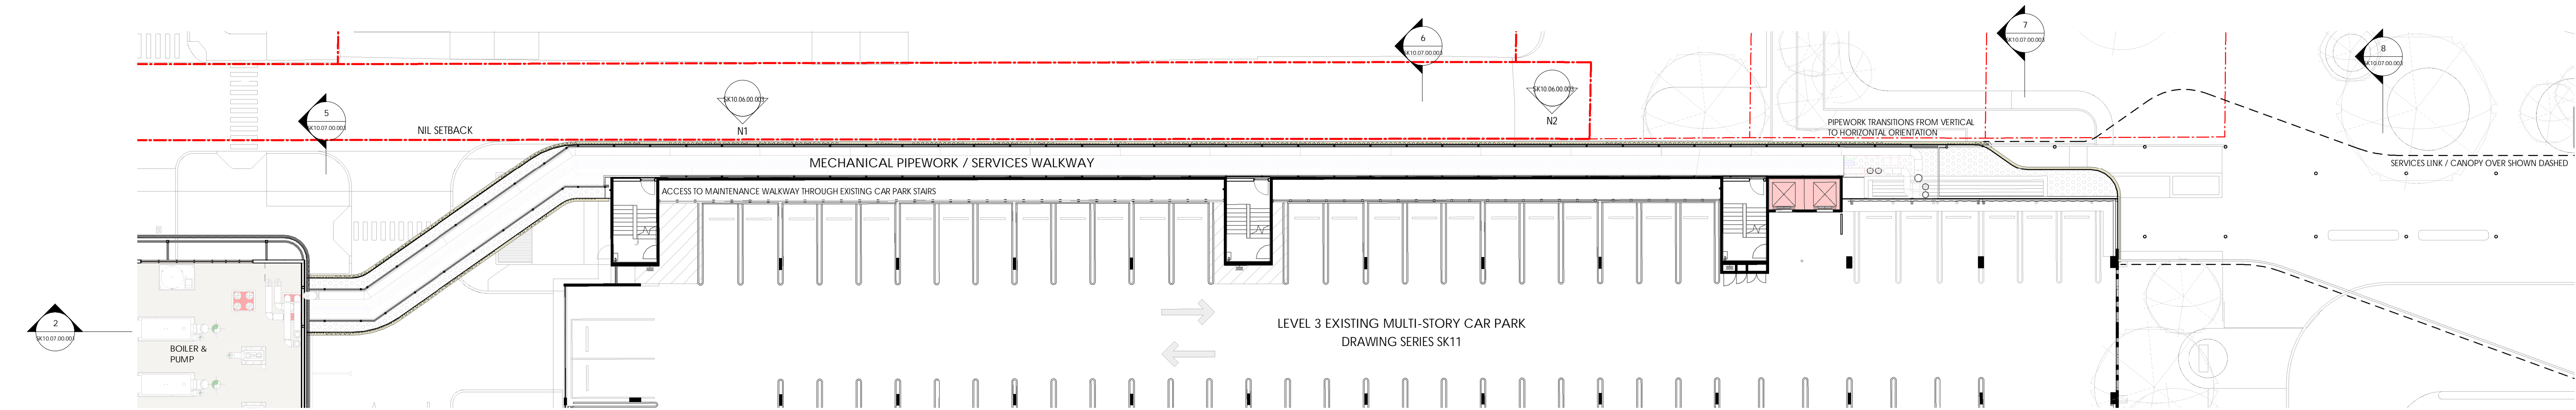 7
SK10.07.00.003
6
SK10.07.00.003
8
SK10.07.00.003
SK10.06.00.003
N1
SK10.06.00.003
N2
5
SK10.07.00.003
NIL SETBACK
PIPEWORK TRANSITIONS FROM VERTICAL
TO HORIZONTAL ORIENTATION
MECHANICAL PIPEWORK / SERVICES WALKWAY
SERVICES LINK / CANOPY OVER SHOWN DASHED
ACCESS TO MAINTENANCE WALKWAY THROUGH EXISTING CAR PARK STAIRS
2
SK10.07.00.001
LEVEL 3 EXISTING MULTI-STORY CAR PARK
DRAWING SERIES SK11
BOILER &
PUMP